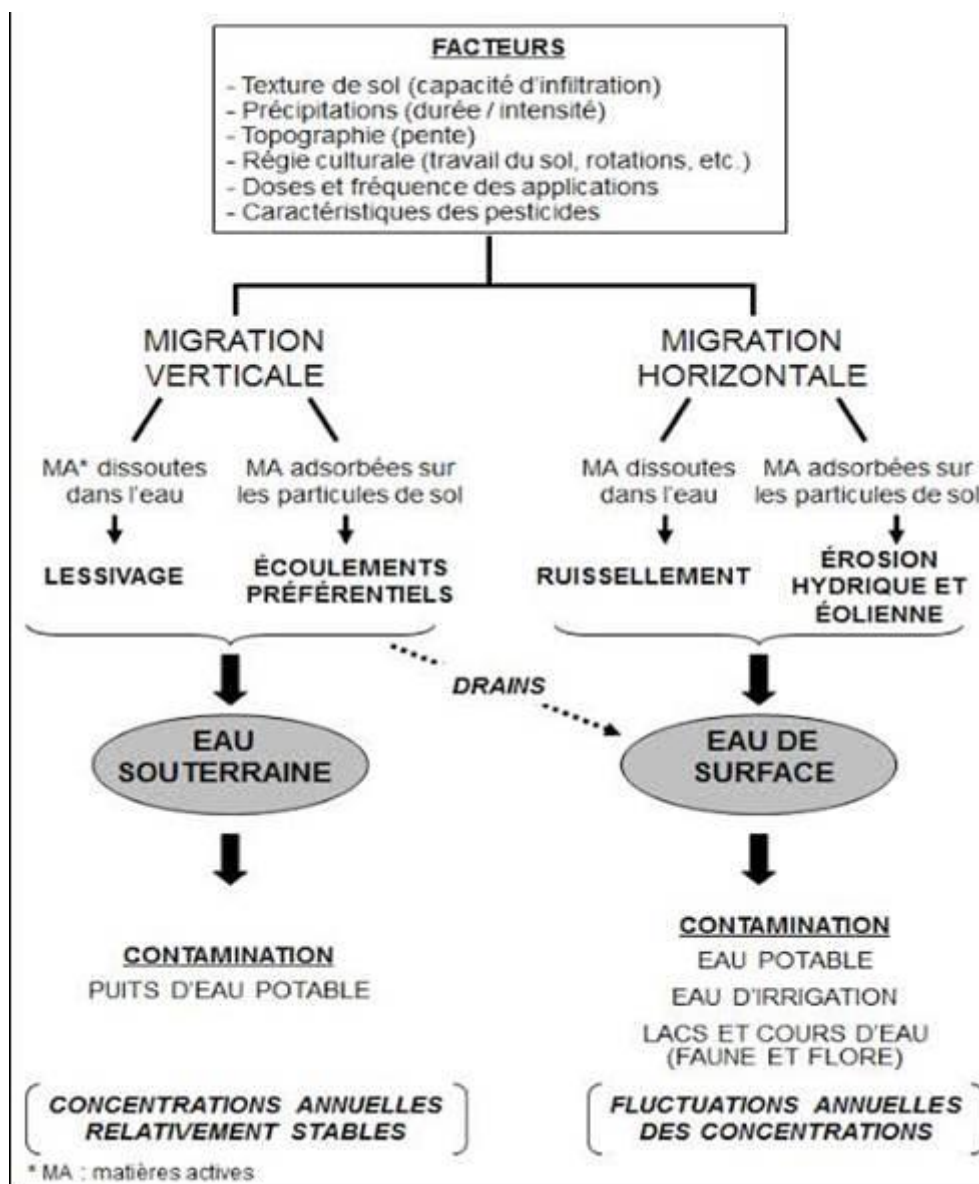 FACTEURS
- Texture de sol (capacité d'infiltration)
- Précipitations (durée / intensité)
- Topographie (pente)
- Régie culturale (travail du sol, rotations, etc.)
- Doses et fréquence des applications
- Caractéristiques des pesticides
MIGRATION
VERTICALE
MA* dissoutes
dans l'eau
LESSIVAGE
MA adsorbées sur
les particules de sol
ÉCOULEMENTS
PRÉFÉRENTIELS
MIGRATION
HORIZONTALE
MA dissoutes
dans l'eau
RUISSELLEMENT
MA adsorbées sur
les particules de sol
ÉROSION
HYDRIQUE ET
ÉOLIENNE
DRAINS
EAU
SOUTERRAINE
EAU DE
SURFACE
CONTAMINATION
PUITS D'EAU POTABLE
CONTAMINATION
EAU POTABLE
EAU D'IRRIGATION
LACS ET COURS D'EAU
(FAUNE ET FLORE)
CONCENTRATIONS ANNUELLES
RELATIVEMENT STABLES
FLUCTUATIONS ANNUELLES
DES CONCENTRATIONS
* MA : matières actives